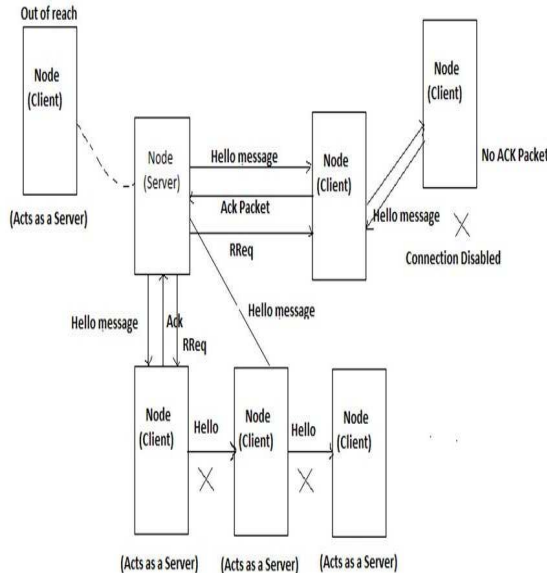 Out of reach
Node
(Client)
(Acts as a Server)
Node
(Server)
Hello message
Ack Packet
RReq
Node
(Client)
Node
(Client)
No ACK Packet
Hello message
Connection Disabled
Hello message
Ack
RReq
Hello message
Node
(Client)
Hello
Node
(Client)
Hello
Node
(Client)
(Acts as a Server)
(Acts as a Server)
(Acts as a Server)